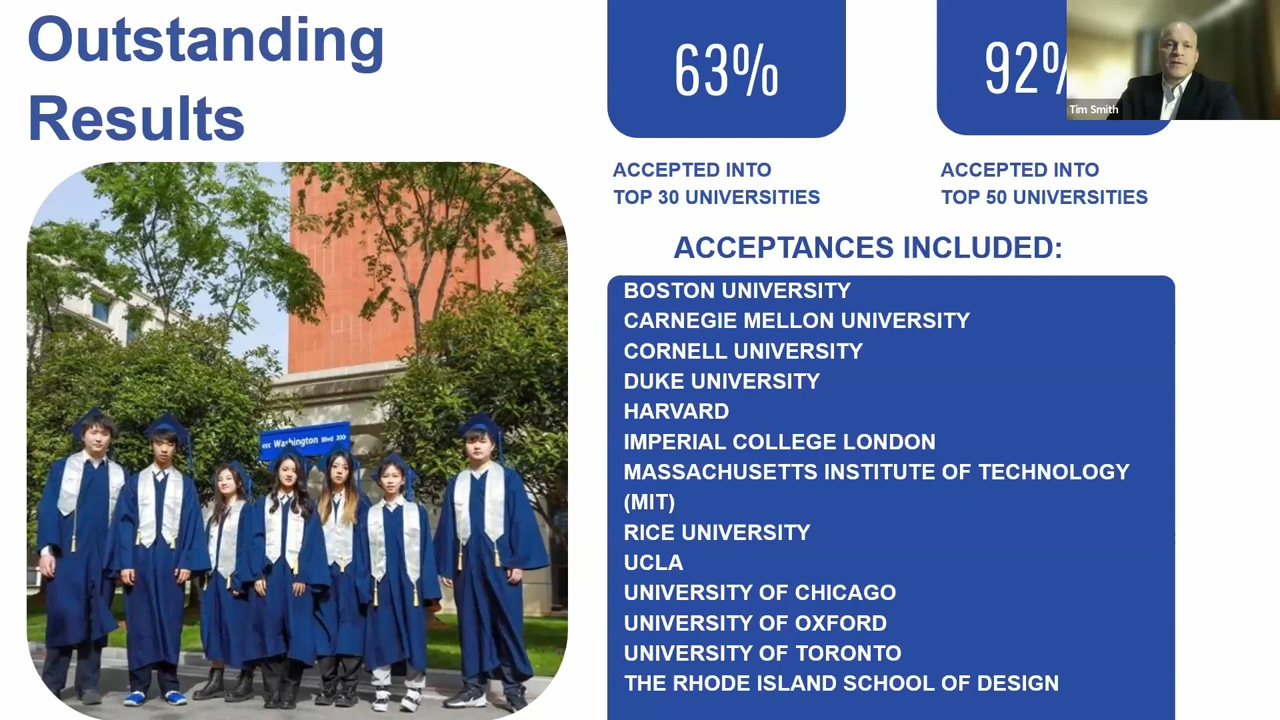 Outstanding
Results
63%
92%
Tim Smith
ACCEPTED INTO
TOP 30 UNIVERSITIES
ACCEPTED INTO
TOP 50 UNIVERSITIES
ACCEPTANCES INCLUDED:
BOSTON UNIVERSITY
CARNEGIE MELLON UNIVERSITY
CORNELL UNIVERSITY
DUKE UNIVERSITY
HARVARD
IMPERIAL COLLEGE LONDON
MASSACHUSETTS INSTITUTE OF TECHNOLOGY
(MIT)
RICE UNIVERSITY
UCLA
UNIVERSITY OF CHICAGO
UNIVERSITY OF OXFORD
UNIVERSITY OF TORONTO
THE RHODE ISLAND SCHOOL OF DESIGN
<<< Washington Blvd >>>